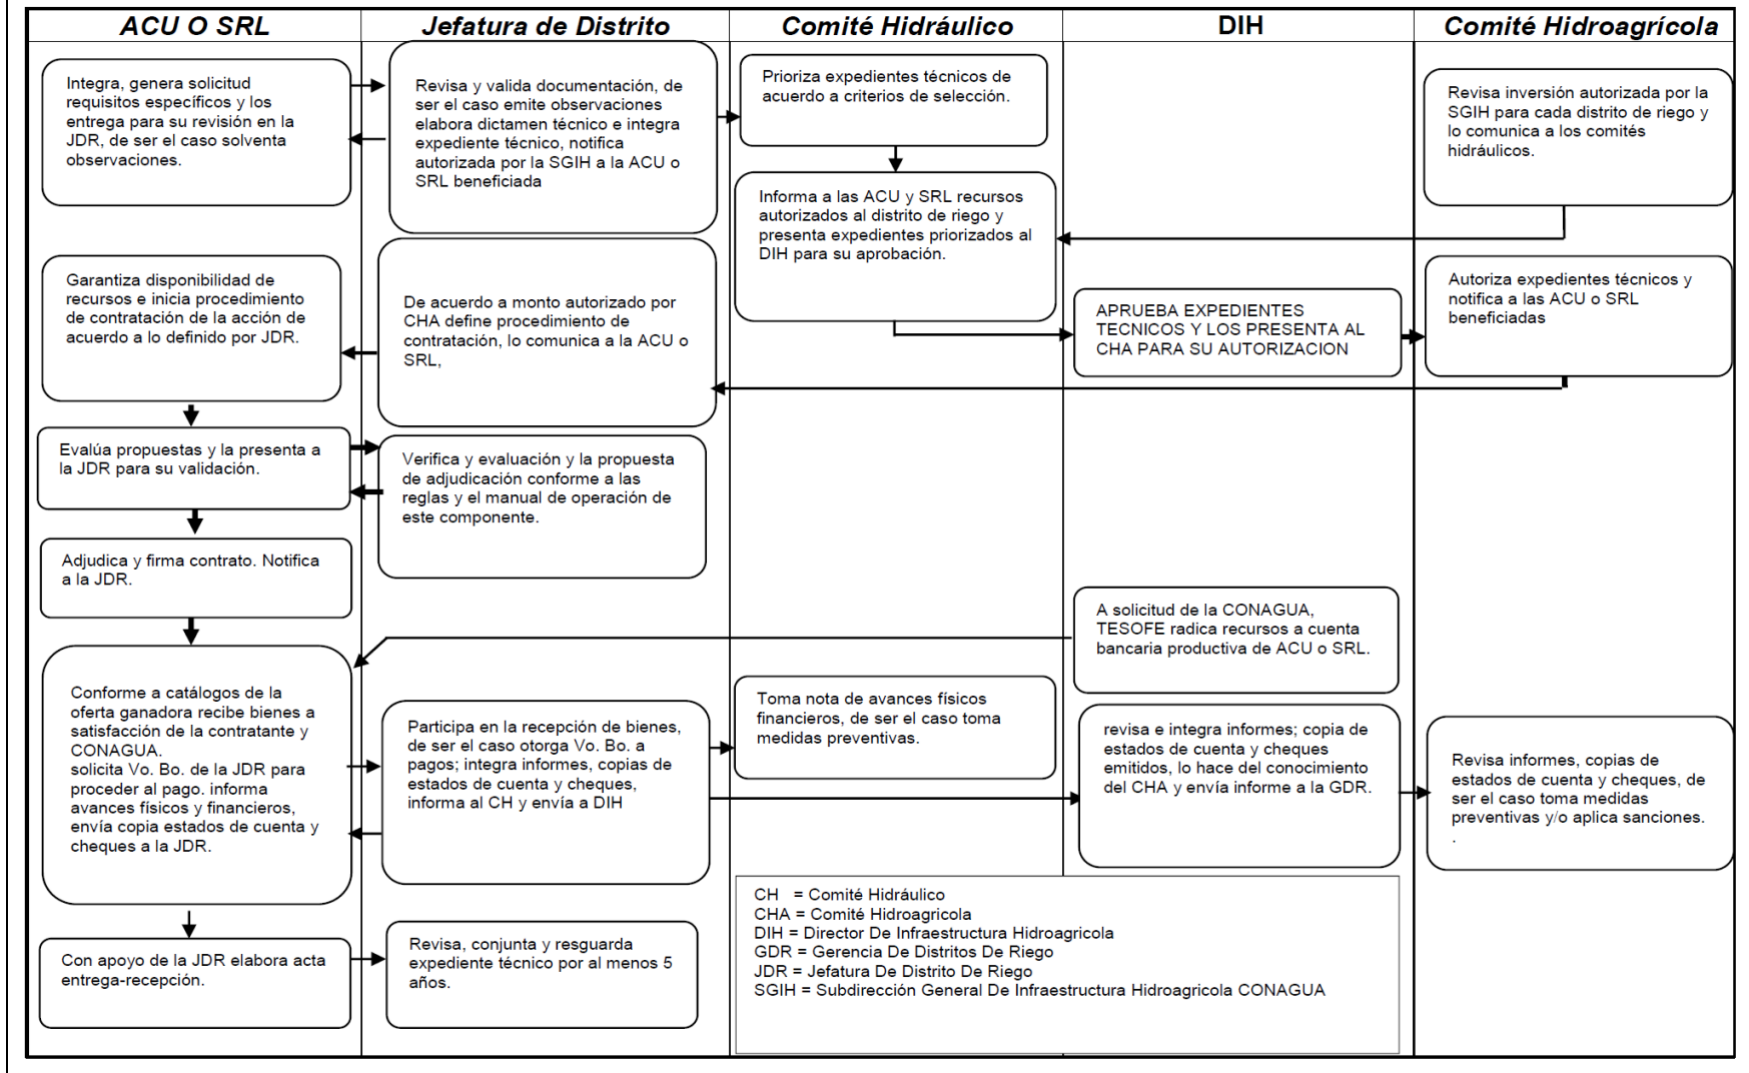 ACU O SRL
Jefatura de Distrito
Comité Hidráulico
DIH
Comité Hidroagrícola
Integra, genera solicitud
requisitos específicos y los
entrega para su revisión en la
JDR, de ser el caso solventa
observaciones.
Revisa y valida documentación, de
ser el caso emite observaciones
elabora dictamen técnico e integra
expediente técnico, notifica
autorizada por la SGIH a la ACU o
SRL beneficiada
Prioriza expedientes técnicos de
acuerdo a criterios de selección.
Revisa inversión autorizada por la
SGIH para cada distrito de riego y
lo comunica a los comités
hidráulicos.
Informa a las ACU y SRL recursos
autorizados al distrito de riego y
presenta expedientes priorizados al
DIH para su aprobación.
Garantiza disponibilidad de
recursos e inicia procedimiento
de contratación de la acción de
acuerdo a lo definido por JDR.
De acuerdo a monto autorizado por
CHA define procedimiento de
contratación, lo comunica a la ACU o
SRL,
APRUEBA EXPEDIENTES
TECNICOS Y LOS PRESENTA AL
CHA PARA SU AUTORIZACION
Autoriza expedientes técnicos y
notifica a las ACU o SRL
beneficiadas
Evalúa propuestas y la presenta a
la JDR para su validación.
Verifica y evaluación y la propuesta
de adjudicación conforme a las
reglas y el manual de operación de
este componente.
Adjudica y firma contrato. Notifica
a la JDR.
A solicitud de la CONAGUA,
TESOFE radica recursos a cuenta
bancaria productiva de ACU o SRL.
Conforme a catálogos de la
oferta ganadora recibe bienes a
satisfacción de la contratante y
CONAGUA.
solicita Vo. Bo. de la JDR para
proceder al pago. informa
avances físicos y financieros,
envía copia estados de cuenta y
cheques a la JDR.
Participa en la recepción de bienes,
de ser el caso otorga Vo. Bo. a
pagos; integra informes, copias de
estados de cuenta y cheques,
informa al CH y envía a DIH
Toma nota de avances físicos
financieros, de ser el caso toma
medidas preventivas.
revisa e integra informes; copia de
estados de cuenta y cheques
emitidos, lo hace del conocimiento
del CHA y envía informe a la GDR.
Revisa informes, copias de
estados de cuenta y cheques, de
ser el caso toma medidas
preventivas y/o aplica sanciones.
.
CH = Comité Hidráulico
CHA = Comité Hidroagricola
DIH = Director De Infraestructura Hidroagricola
GDR = Gerencia De Distritos De Riego
JDR = Jefatura De Distrito De Riego
SGIH = Subdirección General De Infraestructura Hidroagricola CONAGUA
Con apoyo de la JDR elabora acta
entrega-recepción.
Revisa, conjunta y resguarda
expediente técnico por al menos 5
años.